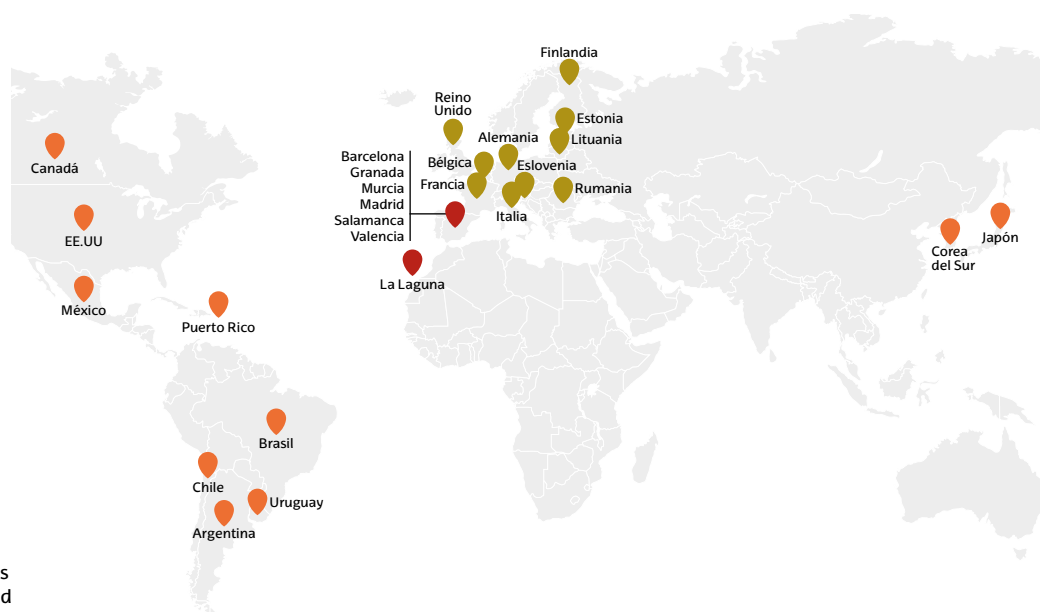 Finlandia
Reino
Unido
Estonia
Alemania
Lituania
Barcelona
Granada
Murcia
Madrid
Salamanca
Valencia
Bélgica
Eslovenia
Francia
Rumania
Italia
La Laguna
Canadá
EE.UU
México
Puerto Rico
Brasil
Chile
Uruguay
Argentina
Japón
Corea
del Sur
s
d